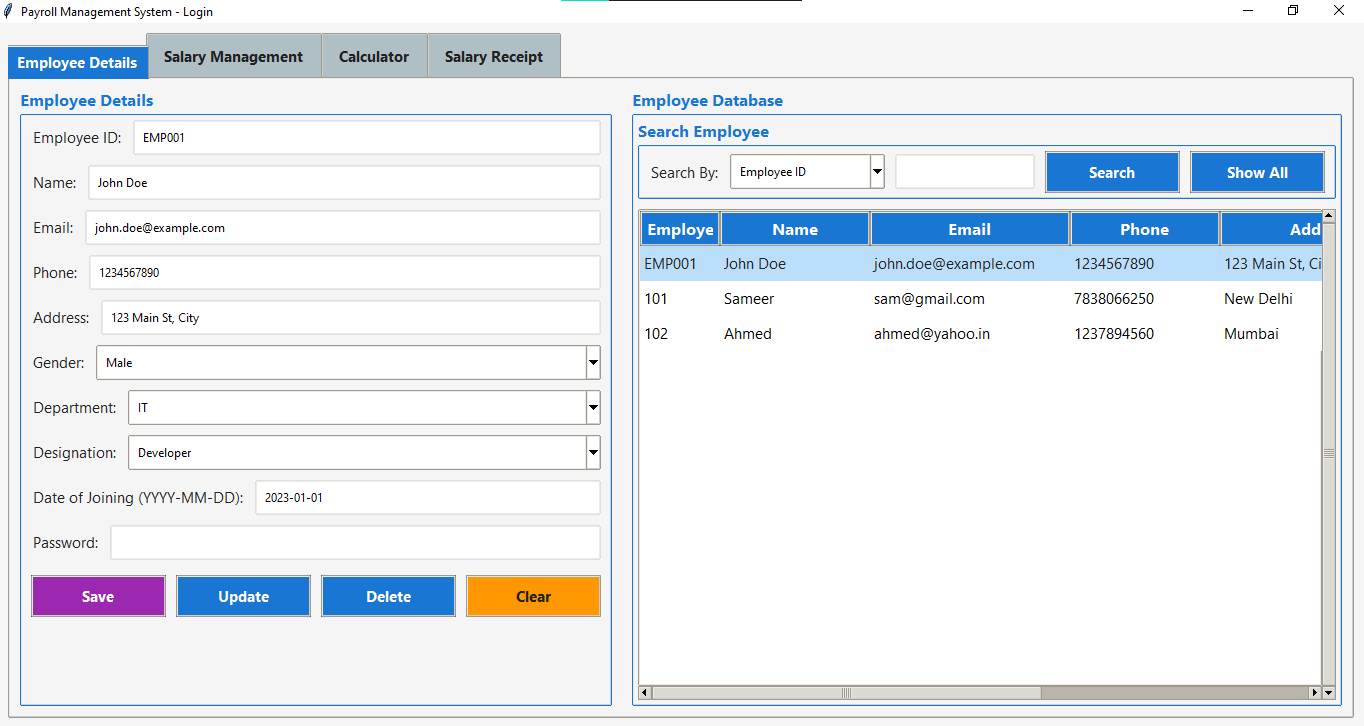 Payroll Management System - Login
Employee Details Salary Management Calculator Salary Receipt
Employee Details
Employee ID: EMP001
Name: John Doe
Email: john.doe@example.com
Phone: 1234567890
Address: 123 Main St, City
Gender: Male
Department: IT
Designation: Developer
Date of Joining (YYYY-MM-DD): 2023-01-01
Password:
Save Update Delete Clear
Employee Database
Search Employee
Search By: Employee ID Search Show All
Employe Name Email Phone Add
EMP001 John Doe john.doe@example.com 1234567890 123 Main St, Ci
101 Sameer sam@gmail.com 7838066250 New Delhi
102 Ahmed ahmed@yahoo.in 1237894560 Mumbai